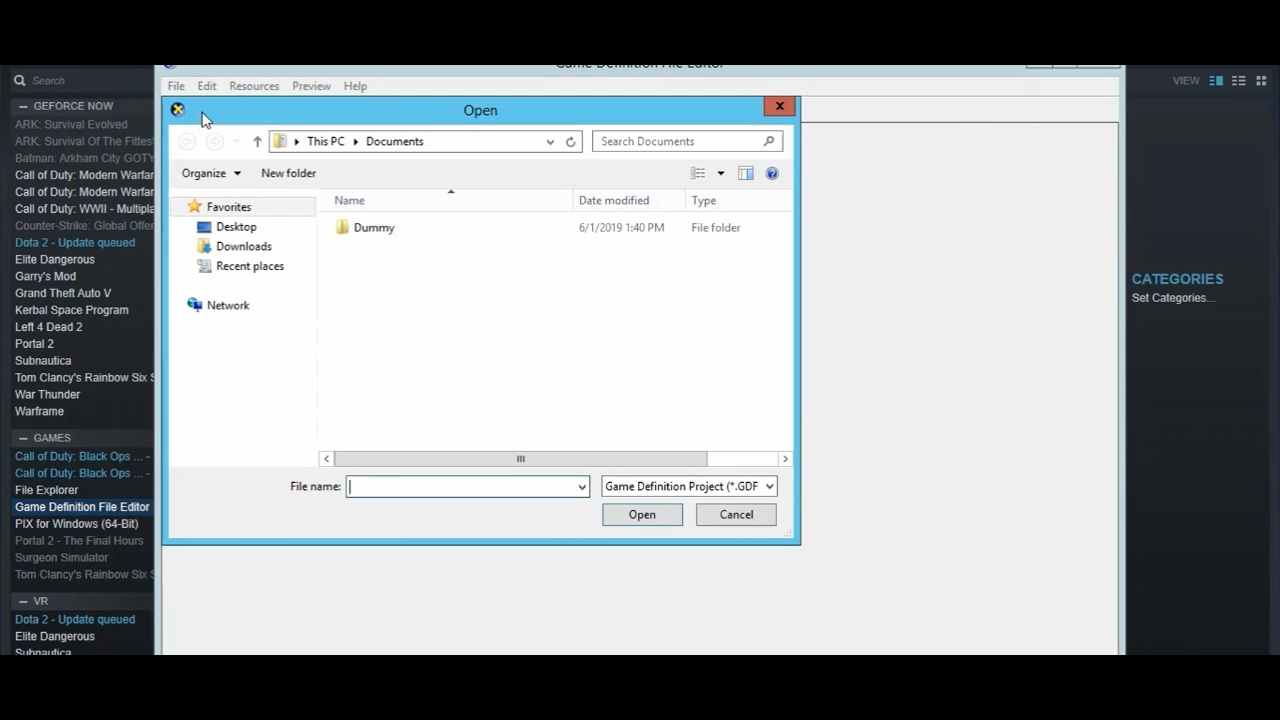 Game Definition File Editor
Search
File Edit Resources Preview Help
VIEW
GEFORCE NOW
Open
ARK: Survival Evolved
ARK: Survival Of The Fittest
This PC Documents
Search Documents
Batman: Arkham City GOTY
Call of Duty: Modern Warfar
Organize New folder
Call of Duty: Modern Warfar
Call of Duty: WWII - Multipla
Favorites
Name Date modified Type
Counter-Strike: Global Offer
Desktop
Dummy 6/1/2019 1:40 PM File folder
Dota 2 - Update queued
Downloads
Elite Dangerous
Recent places
Garry's Mod
CATEGORIES
Grand Theft Auto V
Set Categories...
Kerbal Space Program
Network
Left 4 Dead 2
Portal 2
Subnautica
Tom Clancy's Rainbow Six S
War Thunder
Warframe
GAMES
Call of Duty: Black Ops ... -
Call of Duty: Black Ops ... -
File Explorer
File name:
Game Definition Project (*.GDF
Game Definition File Editor
Open Cancel
PIX for Windows (64-Bit)
Portal 2 - The Final Hours
Surgeon Simulator
Tom Clancy's Rainbow Six S
VR
Dota 2 - Update queued
Elite Dangerous
Subnautica